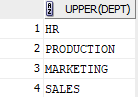 UPPER(DEPT)
1 HR
2 PRODUCTION
3 MARKETING
4 SALES